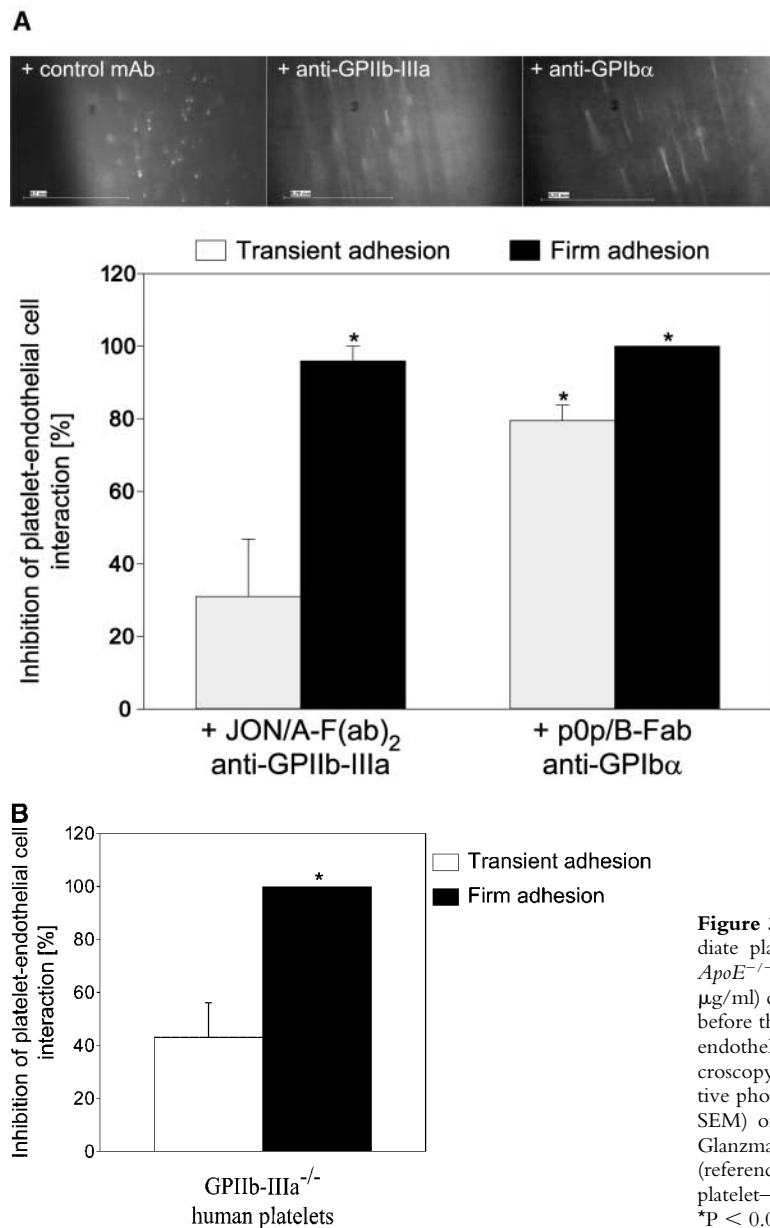 A
+ control mAb
+ anti-GPIIb-IIIa
+ anti-GPIbα
Transient adhesion
Firm adhesion
Inhibition of platelet-endothelial cell
interaction [%]
120
100
80
60
40
20
0
*
*
*
+ JON/A-F(ab)₂
anti-GPIIb-IIIa
+ p0p/B-Fab
anti-GPIbα
B
Inhibition of platelet-endothelial cell
interaction [%]
120
100
80
60
40
20
0
*
Transient adhesion
Firm adhesion
GPIIb-IIIa⁻/⁻
human platelets
Figure
diate pla
ApoE⁻/⁻
μg/ml)
before th
endothel
croscopy
tive pho
SEM) o
Glanzma
(referenc
platelet–
*P < 0.0